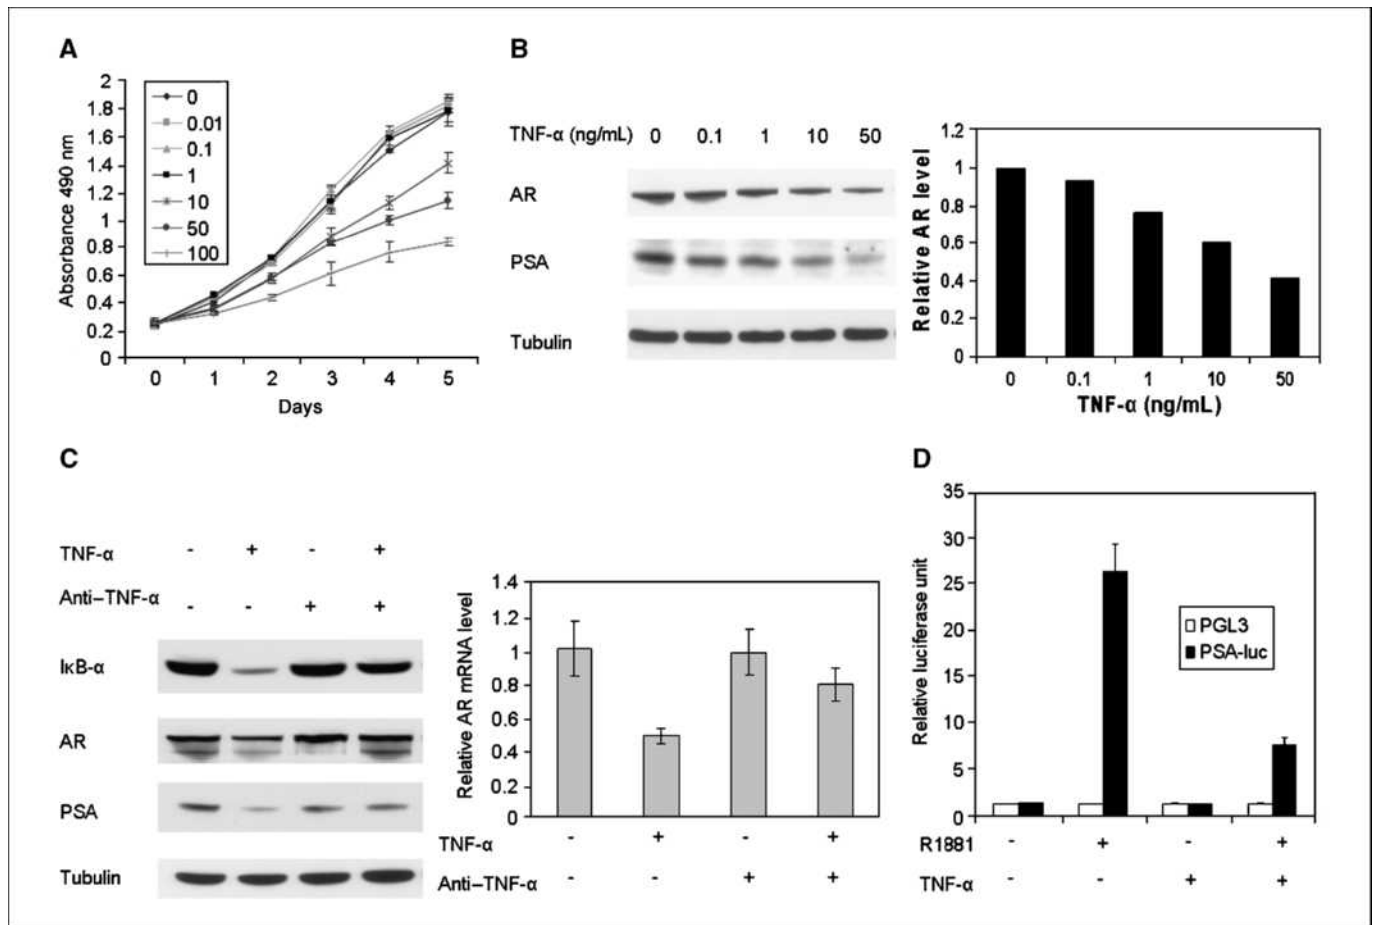 A
2
1.8
1.6
1.4
1.2
1
0.8
0.6
0.4
0.2
0
Absorbance 490 nm
0
0.01
0.1
1
10
50
100
0 1 2 3 4 5
Days
B
TNF-α (ng/mL) 0 0.1 1 10 50
AR
PSA
Tubulin
Relative AR level
1.2
1
0.8
0.6
0.4
0.2
0
0 0.1 1 10 50
TNF-α (ng/mL)
C
TNF-α - + - +
Anti–TNF-α - - + +
IκB-α
AR
PSA
Tubulin
Relative AR mRNA level
1.4
1.2
1
0.8
0.6
0.4
0.2
0
TNF-α - + - +
Anti–TNF-α - - + +
D
Relative luciferase unit
35
30
25
20
15
10
5
0
PGL3
PSA-luc
R1881 - + - +
TNF-α - - + +